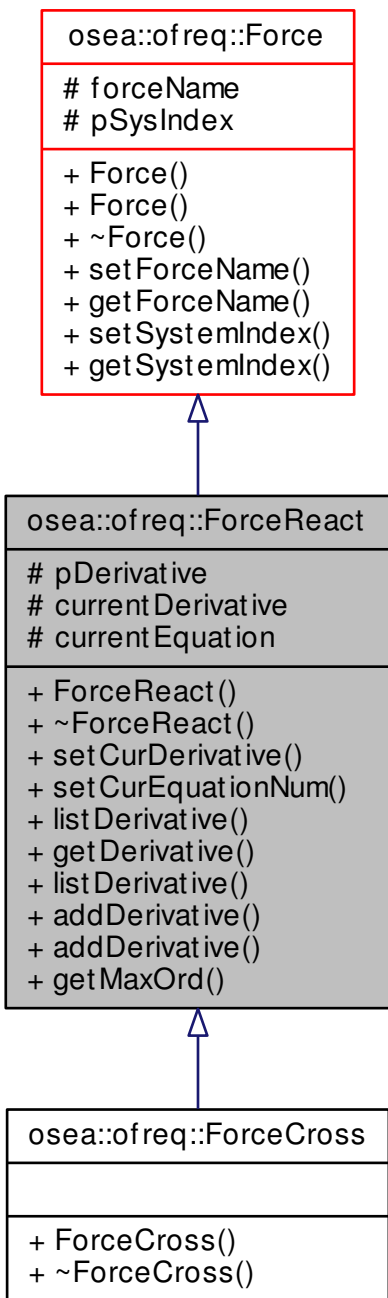 osea::ofreq::Force
# forceName
# pSysIndex
+ Force()
+ Force()
+ ~Force()
+ setForceName()
+ getForceName()
+ setSystemIndex()
+ getSystemIndex()
osea::ofreq::ForceReact
# pDerivative
# currentDerivative
# currentEquation
+ ForceReact()
+ ~ForceReact()
+ setCurDerivative()
+ setCurEquationNum()
+ listDerivative()
+ getDerivative()
+ listDerivative()
+ addDerivative()
+ addDerivative()
+ getMaxOrd()
osea::ofreq::ForceCross
+ ForceCross()
+ ~ForceCross()